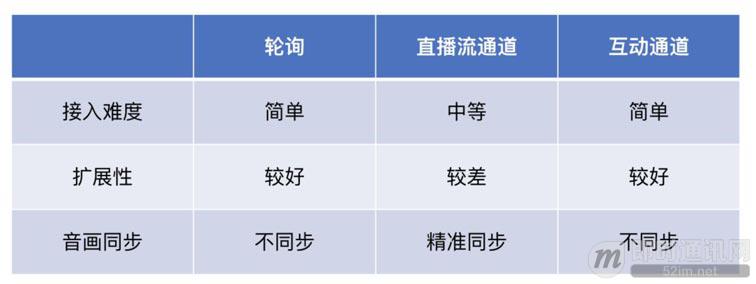 轮询 直播流通道 互动通道
接入难度 简单 中等 简单
扩展性 较好 较差 较好
音画同步 不同步 精准同步 不同步
m 即时通讯网
52im.net